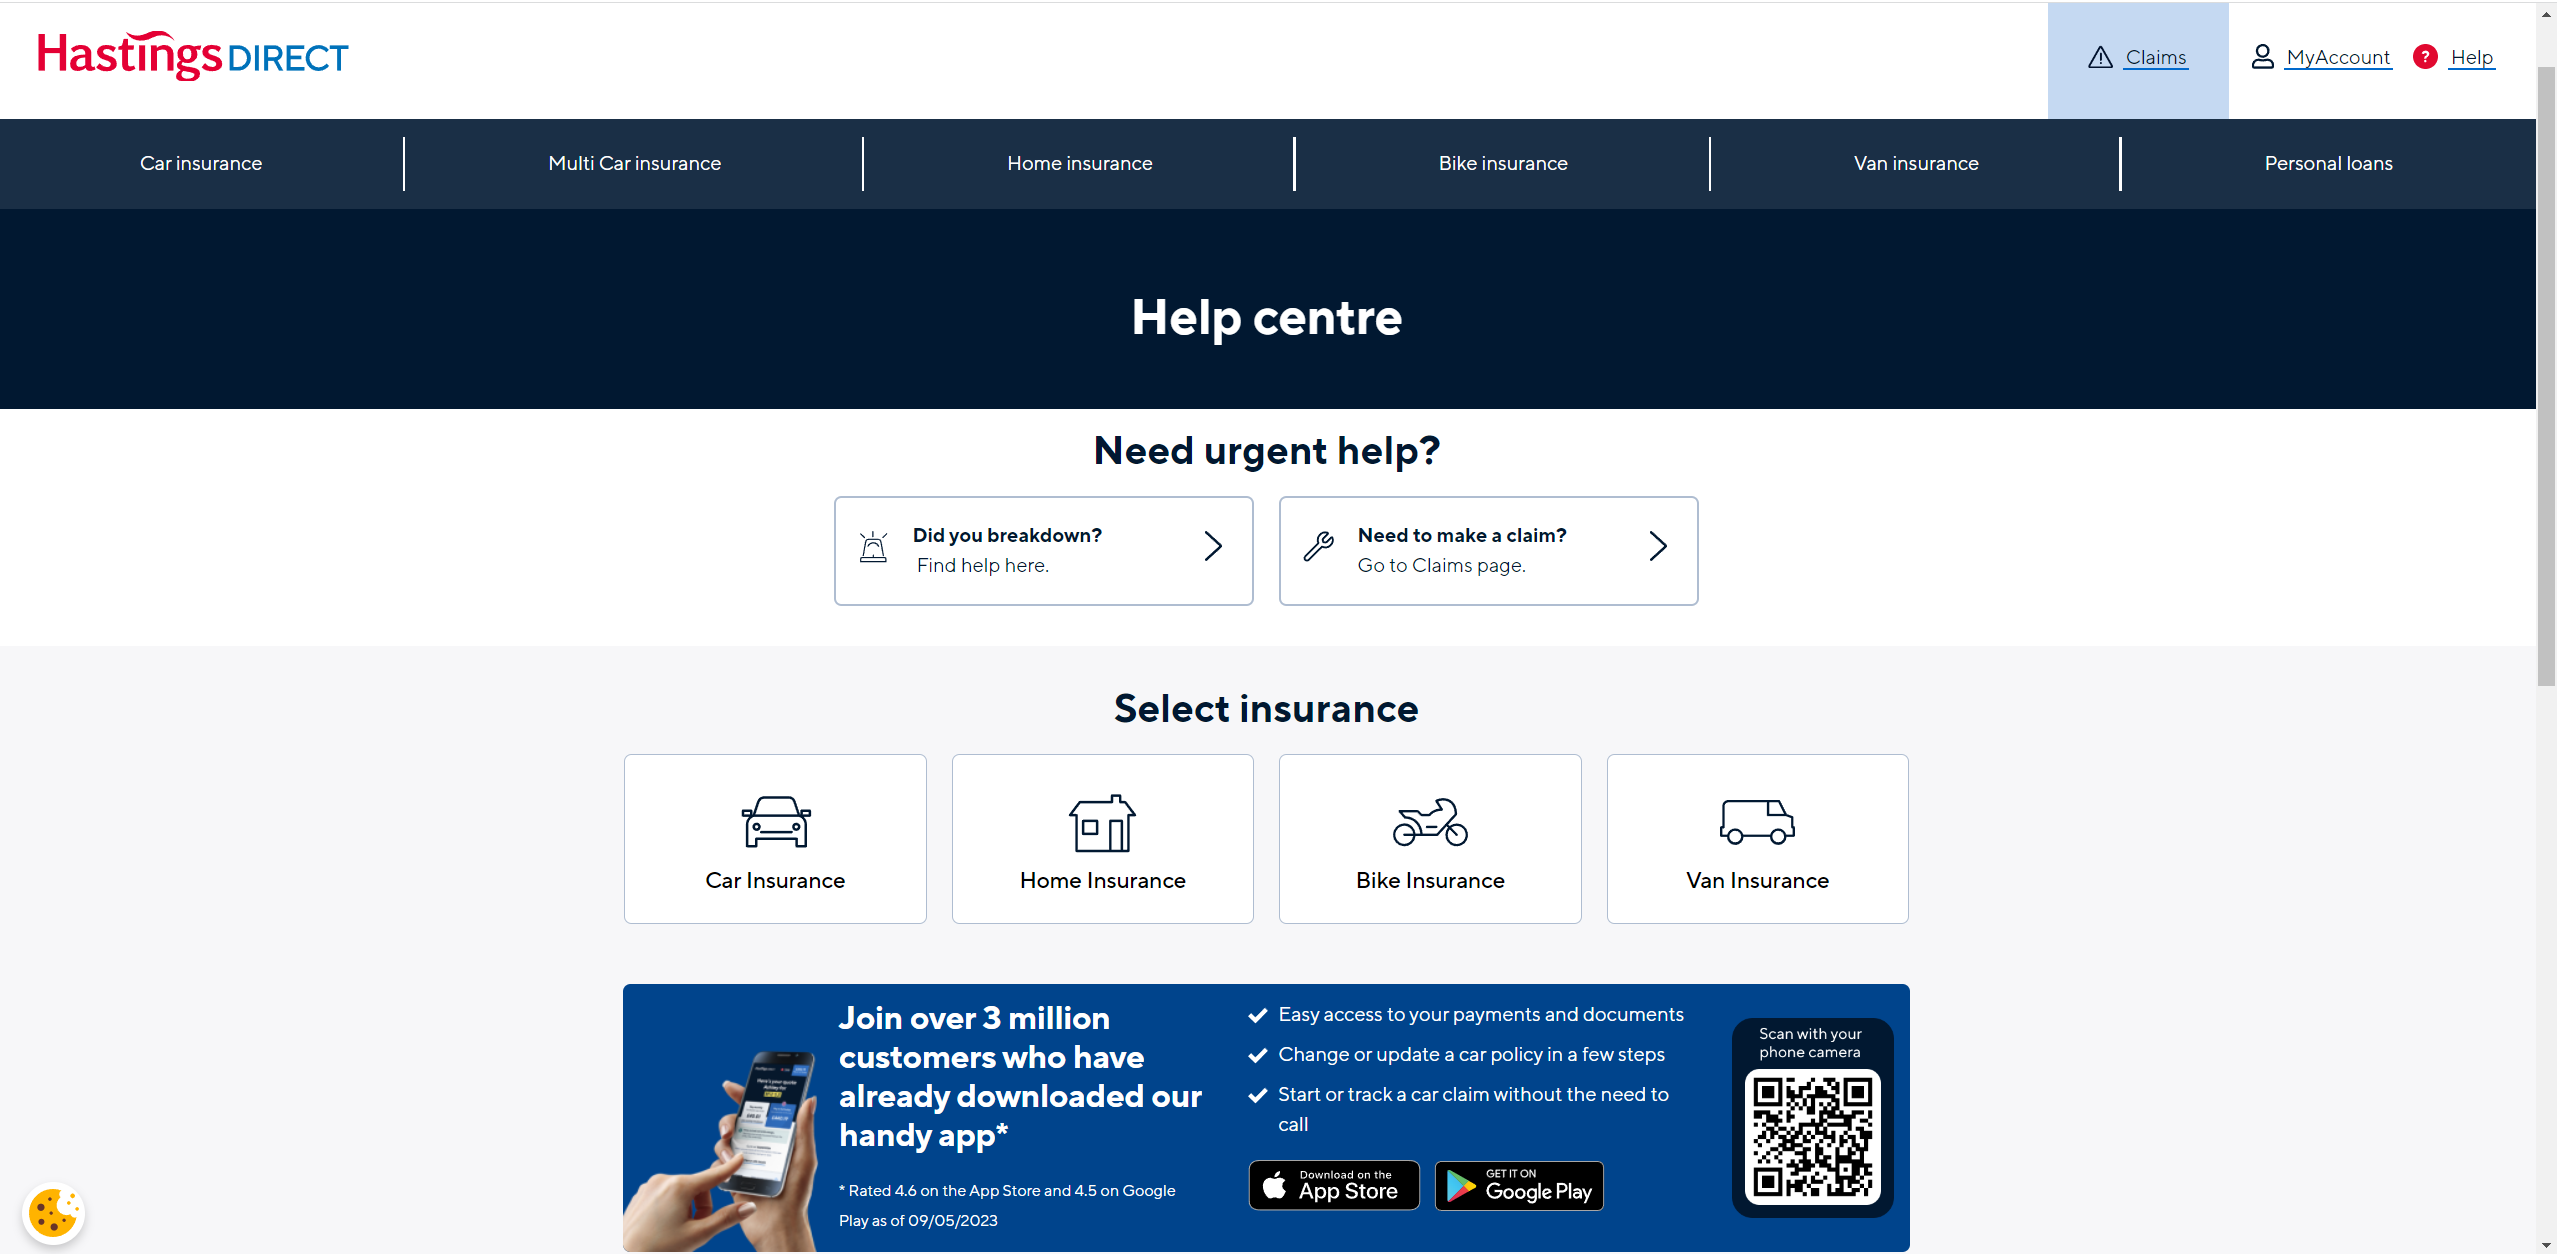 Hastings DIRECT
Claims
MyAccount
? Help
Car insurance
Multi Car insurance
Home insurance
Bike insurance
Van insurance
Personal loans
Help centre
Need urgent help?
Did you breakdown?
Find help here.
Need to make a claim?
Go to Claims page.
Select insurance
Car Insurance
Home Insurance
Bike Insurance
Van Insurance
Join over 3 million
customers who have
already downloaded our
handy app*
* Rated 4.6 on the App Store and 4.5 on Google
Play as of 09/05/2023
Easy access to your payments and documents
Change or update a car policy in a few steps
Start or track a car claim without the need to
call
Download on the
App Store
GET IT ON
Google Play
Scan with your
phone camera